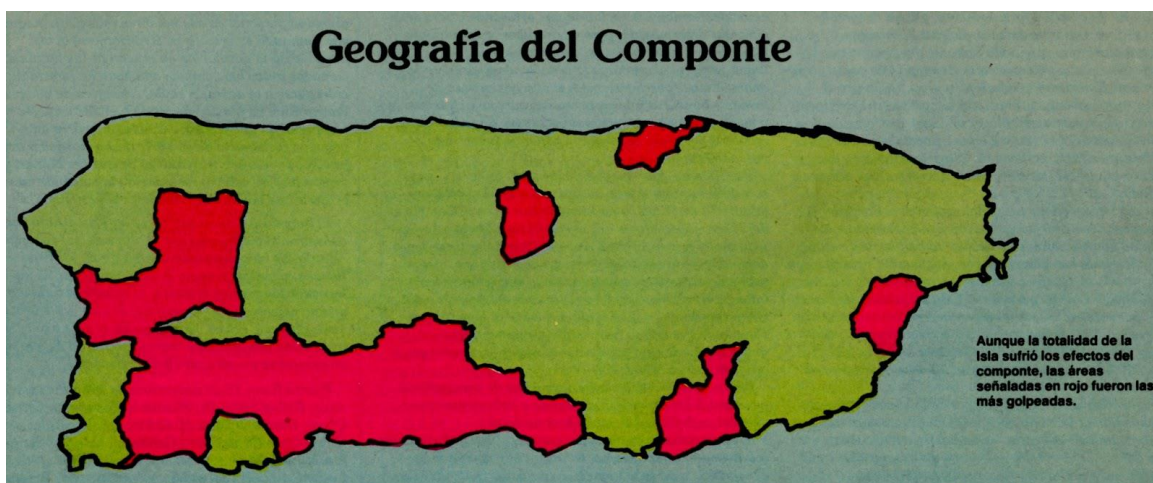 Geografía del Componte
Aunque la totalidad de la
Isla sufrió los efectos del
componte, las áreas
señaladas en rojo fueron las
más golpeadas.